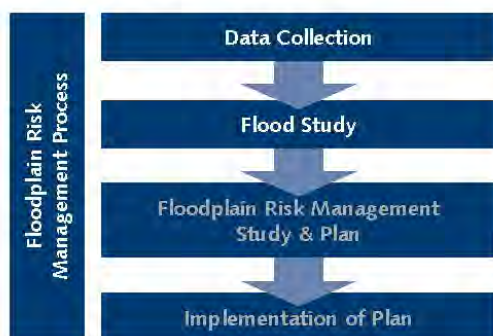 Floodplain Risk
Management Process
Data Collection
Flood Study
Floodplain Risk Management
Study & Plan
Implementation of Plan